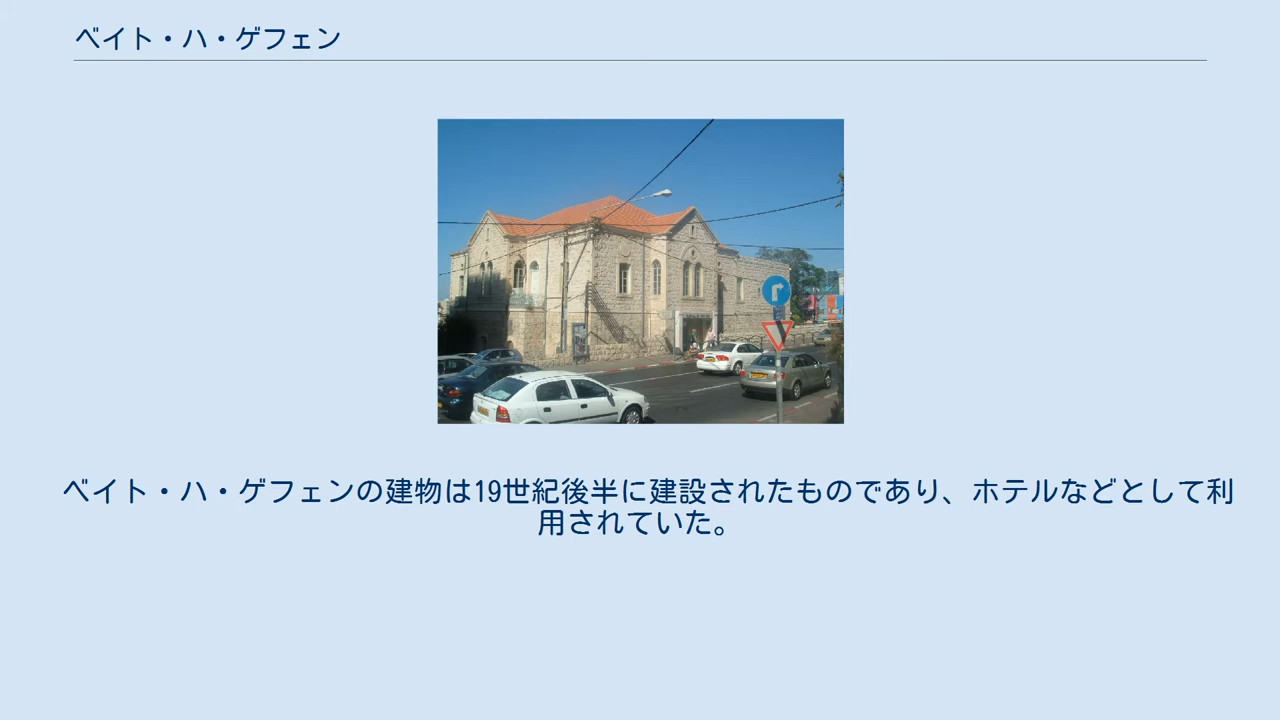 ベイト・ハ・ゲフェン
ベイト・ハ・ゲフェンの建物は19世紀後半に建設されたものであり、ホテルなどとして利
用されていた。